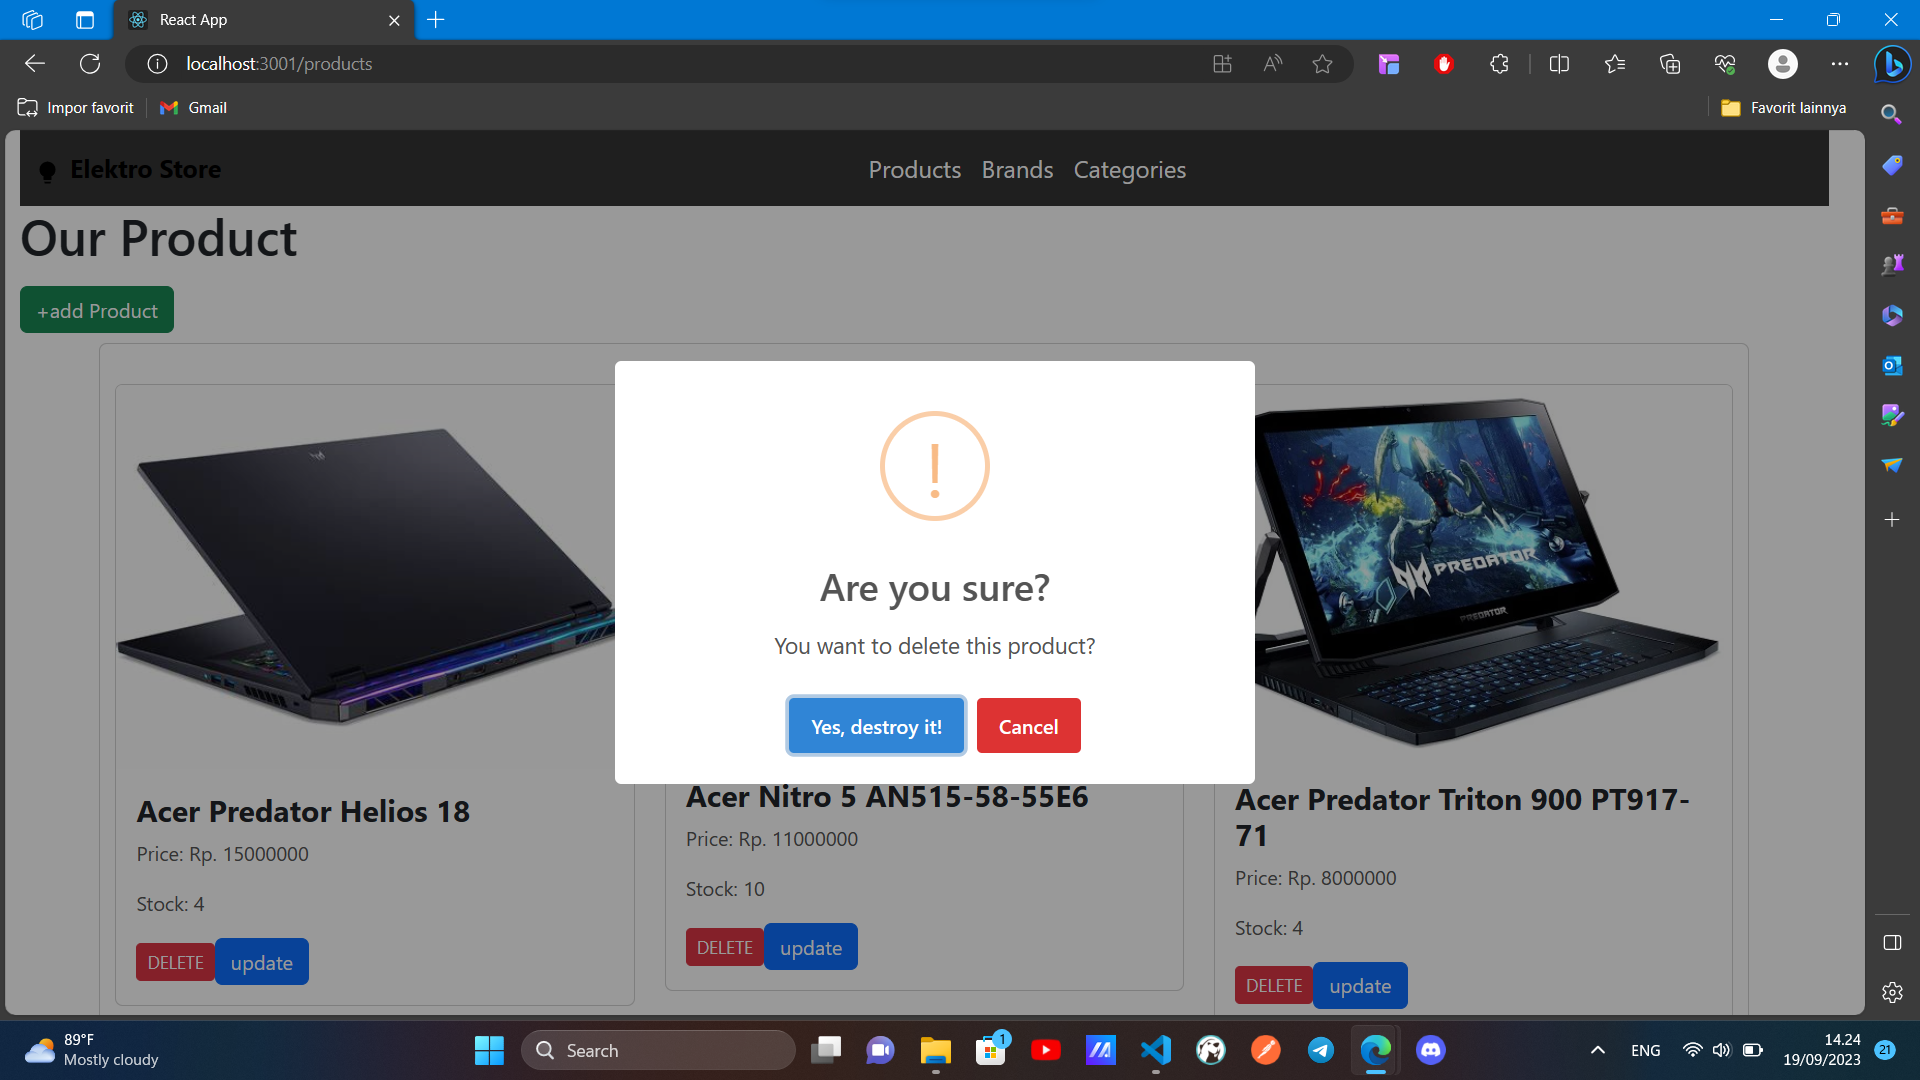 React App
localhost:3001/products
Impor favorit
Gmail
Favorit lainnya
Elektro Store
Products
Brands
Categories
Our Product
+add Product
PREDATOR
PREDATOR
Are you sure?
You want to delete this product?
Yes, destroy it!
Cancel
Acer Predator Helios 18
Price: Rp. 15000000
Stock: 4
DELETE
update
Acer Nitro 5 AN515-58-55E6
Price: Rp. 11000000
Stock: 10
DELETE
update
Acer Predator Triton 900 PT917-
71
Price: Rp. 8000000
Stock: 4
DELETE
update
89°F
Mostly cloudy
Search
1
ENG
14.24
19/09/2023
21